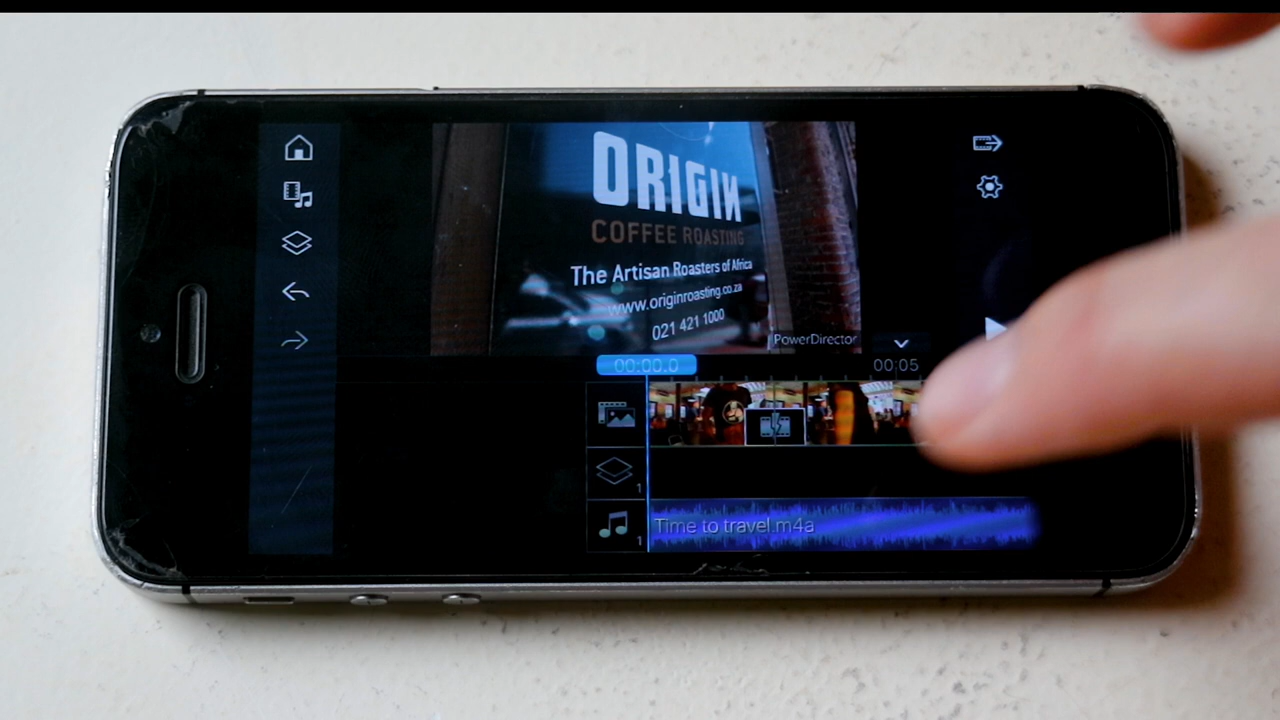 ORIGIN
COFFEE ROASTING
The Artisan Roasters of Africa
www.originroasting.co.za
021 421 1000
PowerDirector
00:00.0
00:05
1
Time to travel.m4a
1